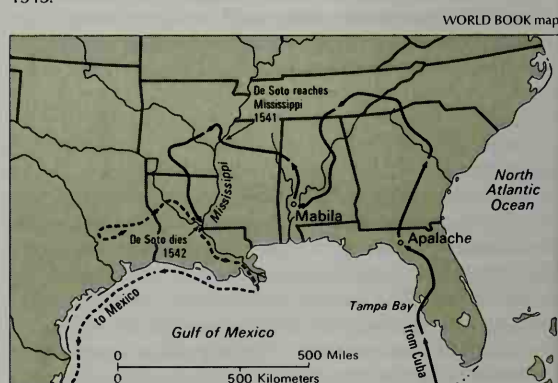 1543.
WORLD BOOK map
De Soto reaches
Mississippi
1541
Mississippi
North
Atlantic
Ocean
Mabila
Apalache
De Soto dies
1542
Tampa Bay
to Mexico
from Cuba
Gulf of Mexico
0 500 Miles
0 500 Kilometers